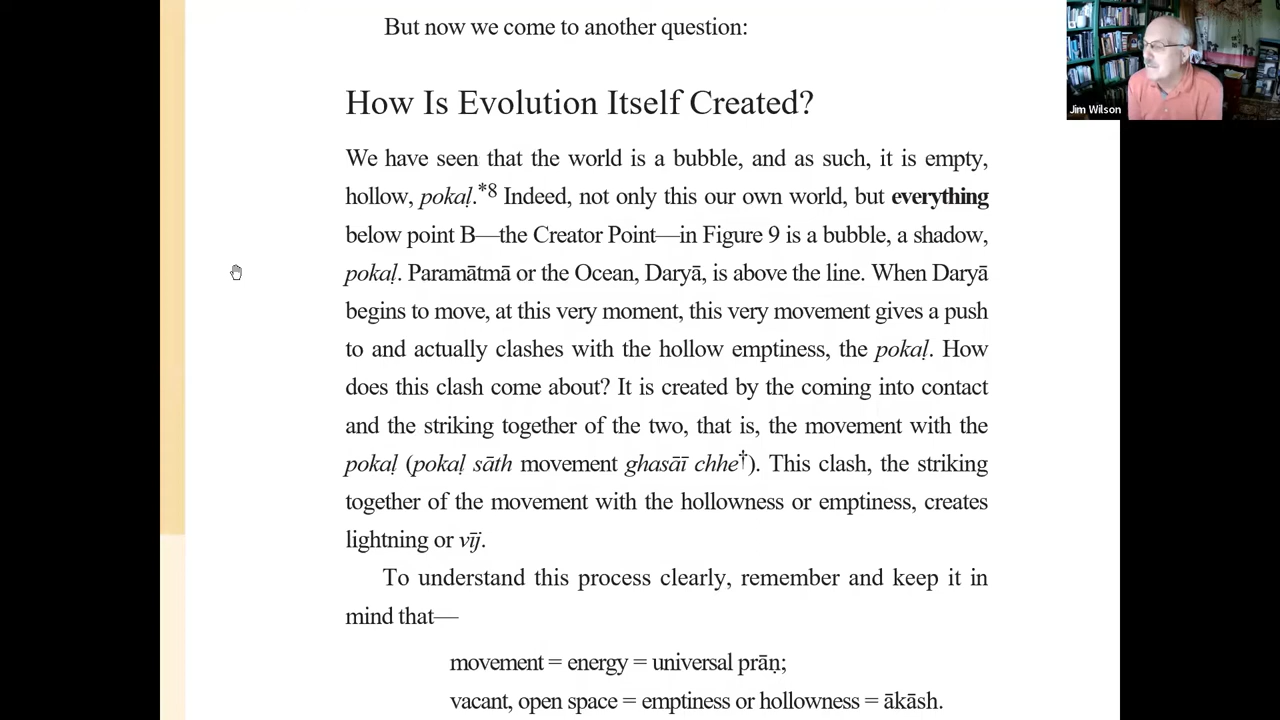 But now we come to another question:
How Is Evolution Itself Created?
We have seen that the world is a bubble, and as such, it is empty,
hollow, pokaḷ.*8 Indeed, not only this our own world, but everything
below point B—the Creator Point—in Figure 9 is a bubble, a shadow,
pokaḷ. Paramātmā or the Ocean, Daryā, is above the line. When Daryā
begins to move, at this very moment, this very movement gives a push
to and actually clashes with the hollow emptiness, the pokaḷ. How
does this clash come about? It is created by the coming into contact
and the striking together of the two, that is, the movement with the
pokaḷ (pokaḷ sāth movement ghasāī chhe†). This clash, the striking
together of the movement with the hollowness or emptiness, creates
lightning or vīj.
To understand this process clearly, remember and keep it in
mind that—
movement = energy = universal prāṇ;
vacant, open space = emptiness or hollowness = ākāsh.
Jim Wilson